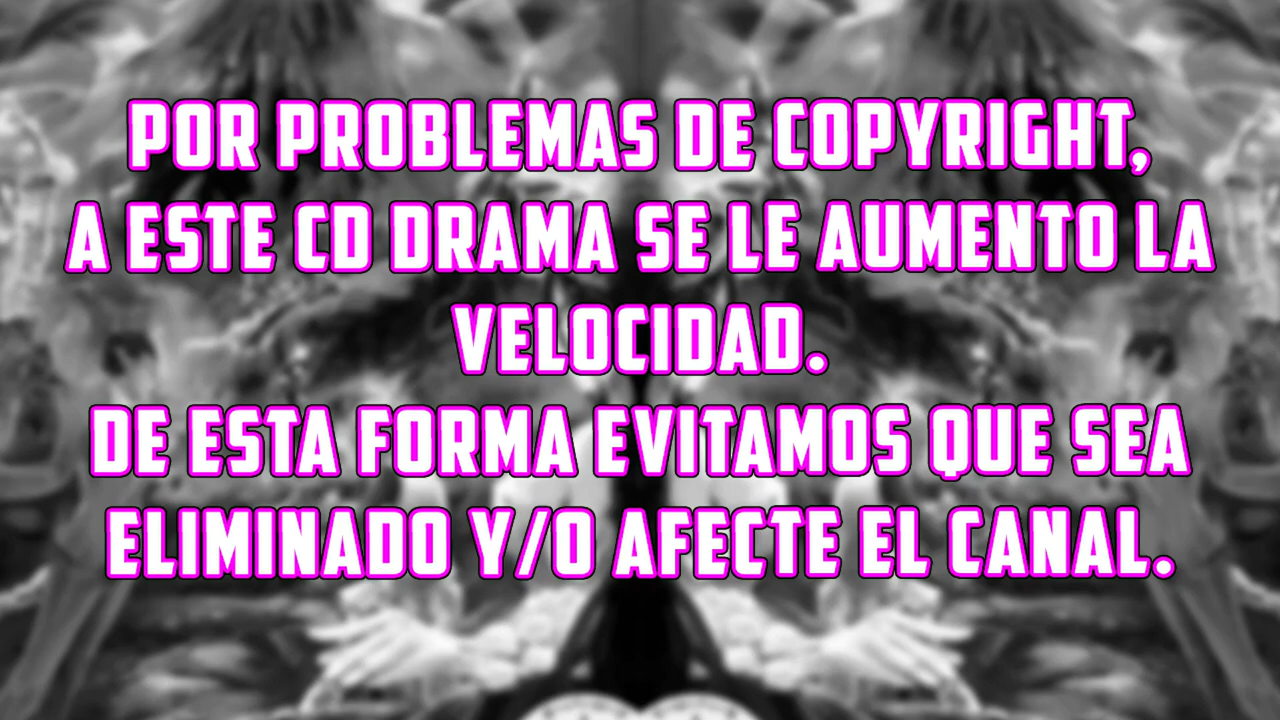 POR PROBLEMAS DE COPYRIGHT,
A ESTE CD DRAMA SE LE AUMENTO LA
VELOCIDAD.
DE ESTA FORMA EVITAMOS QUE SEA
ELIMINADO Y/O AFECTE EL CANAL.